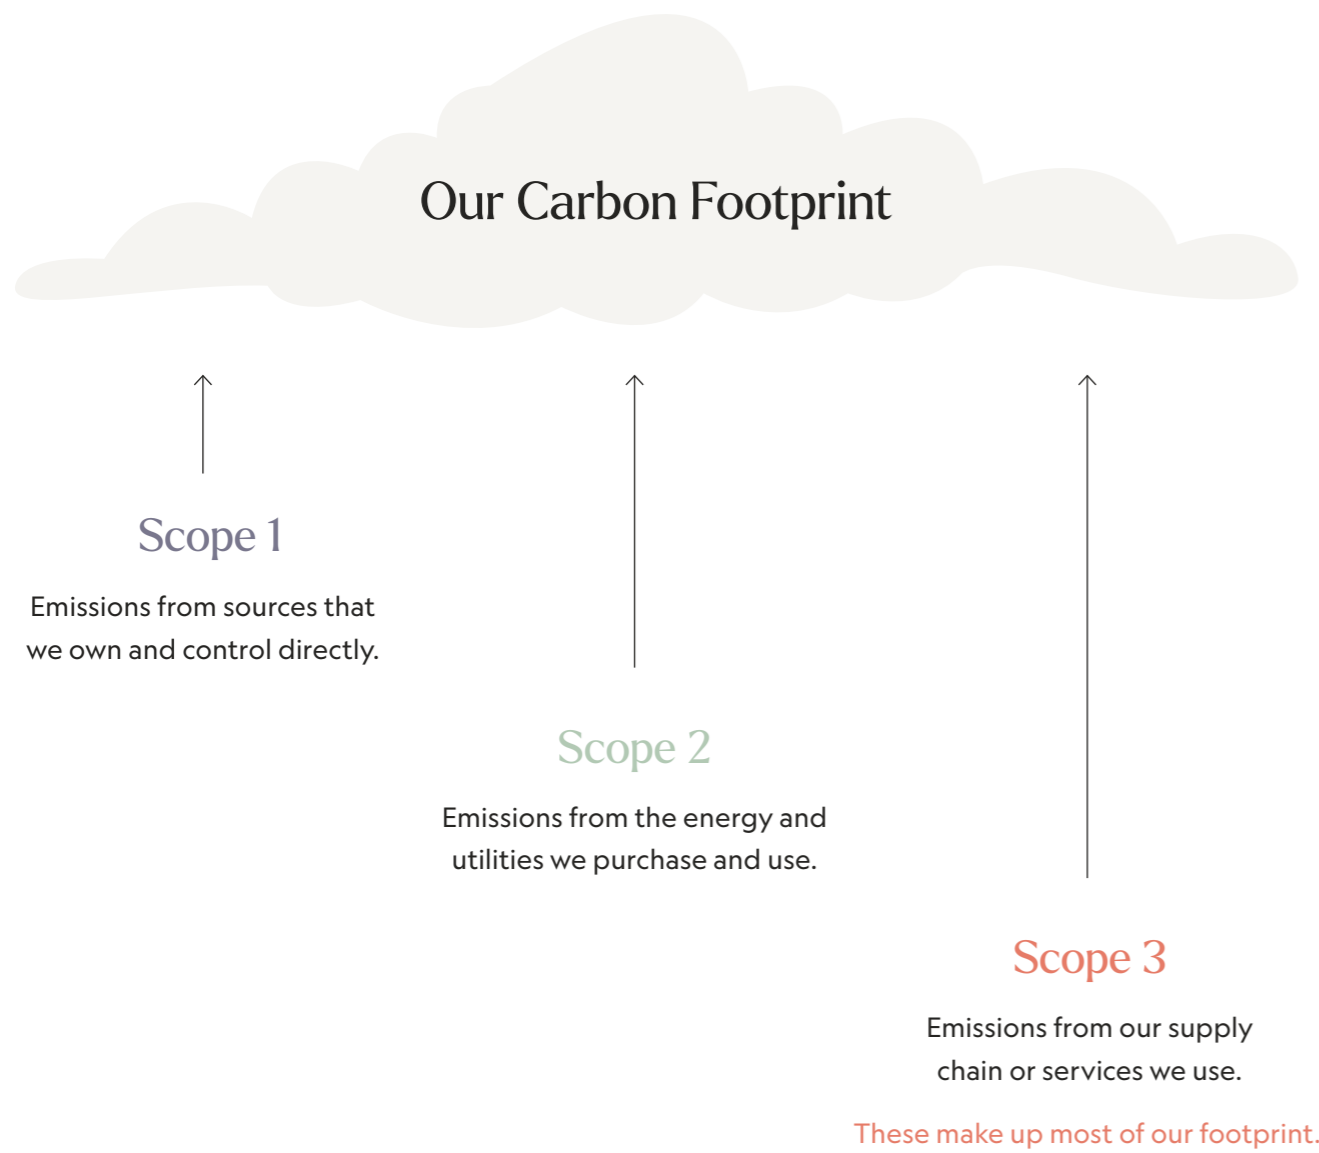 Our Carbon Footprint
Scope 1
Emissions from sources that
we own and control directly.
Scope 2
Emissions from the energy and
utilities we purchase and use.
Scope 3
Emissions from our supply
chain or services we use.
These make up most of our footprint.